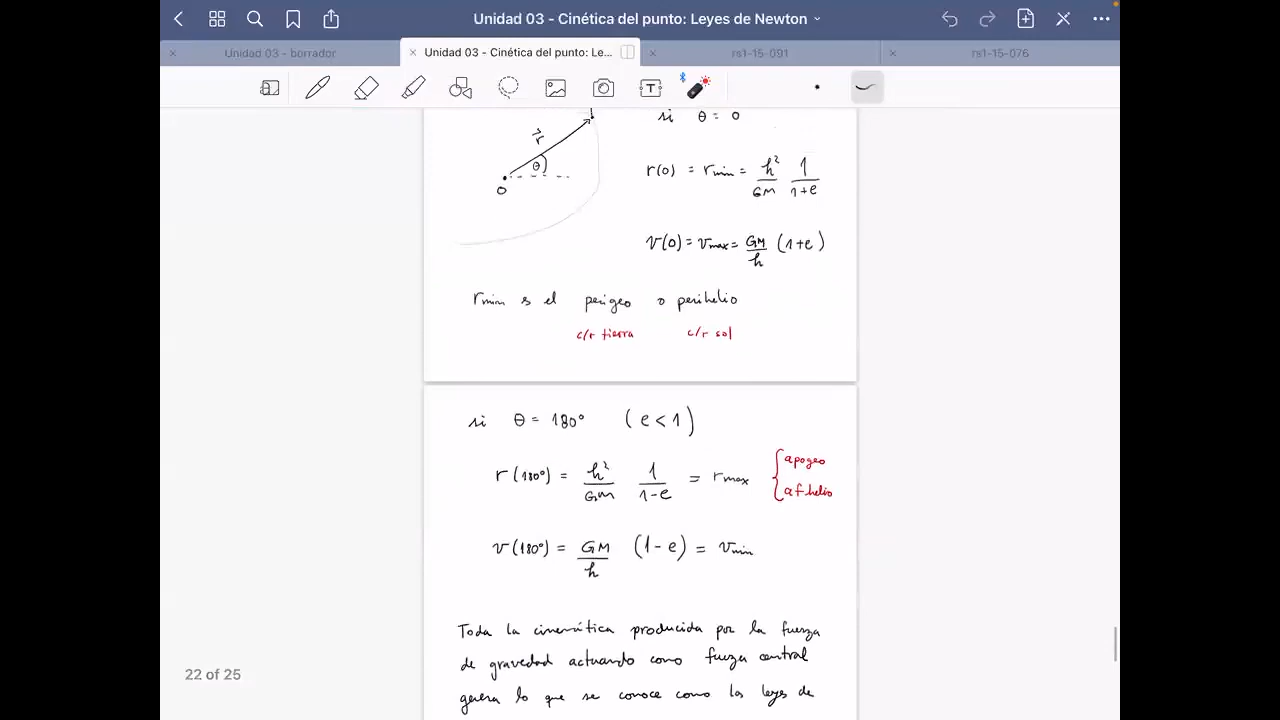 Unidad 03 - Cinética del punto: Leyes de Newton
Unidad 03 - borrador
Unidad 03 - Cinética del punto: Le...
rs1-15-091
rs1-15-076
si θ = 0
r⃗
θ
O
r(0) = rmin = h²/GM 1/1+e
v(0) = vmax = GM/h (1+e)
rmin es el perigeo o perihelio
c/r tierra c/r sol
si θ = 180° (e < 1)
r(180°) = h²/GM 1/1-e = rmax { apogeo
afhelio
v(180°) = GM/h (1-e) = vmin
Toda la cinemática producida por la fuerza
de gravedad actuando como fuerza central
genera lo que se conoce como las leyes de
22 of 25